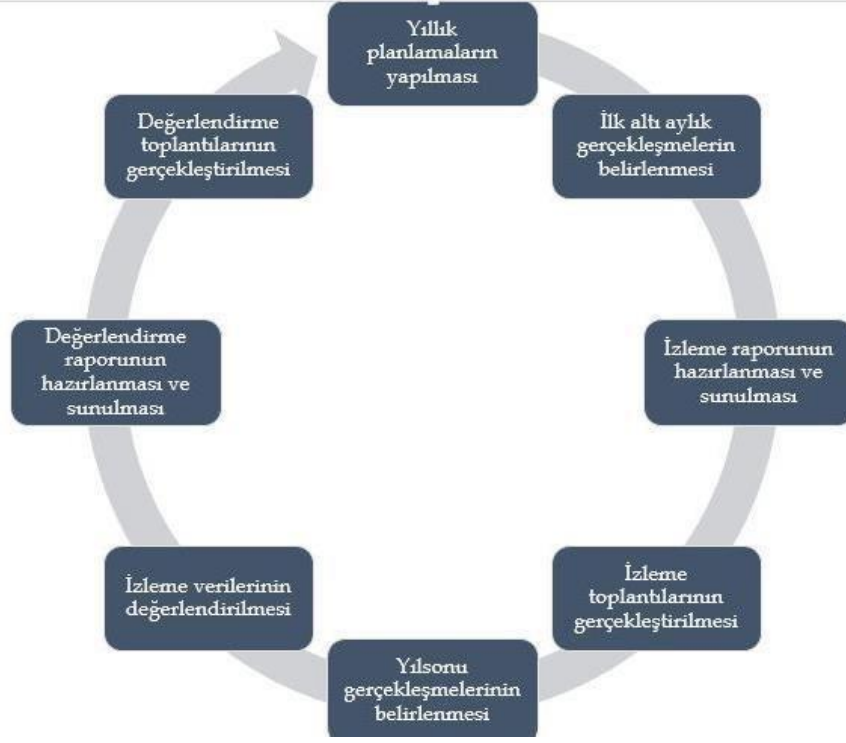 Yıllık
planlamaların
yapılması
İlk altı aylık
gerçekleşmelerin
belirlenmesi
İzleme raporunun
hazırlanması ve
sunulması
İzleme
toplantılarının
gerçekleştirilmesi
Yılsonu
gerçekleşmelerinin
belirlenmesi
İzleme verilerinin
değerlendirilmesi
Değerlendirme
raporunun
hazırlanması ve
sunulması
Değerlendirme
toplantılarının
gerçekleştirilmesi